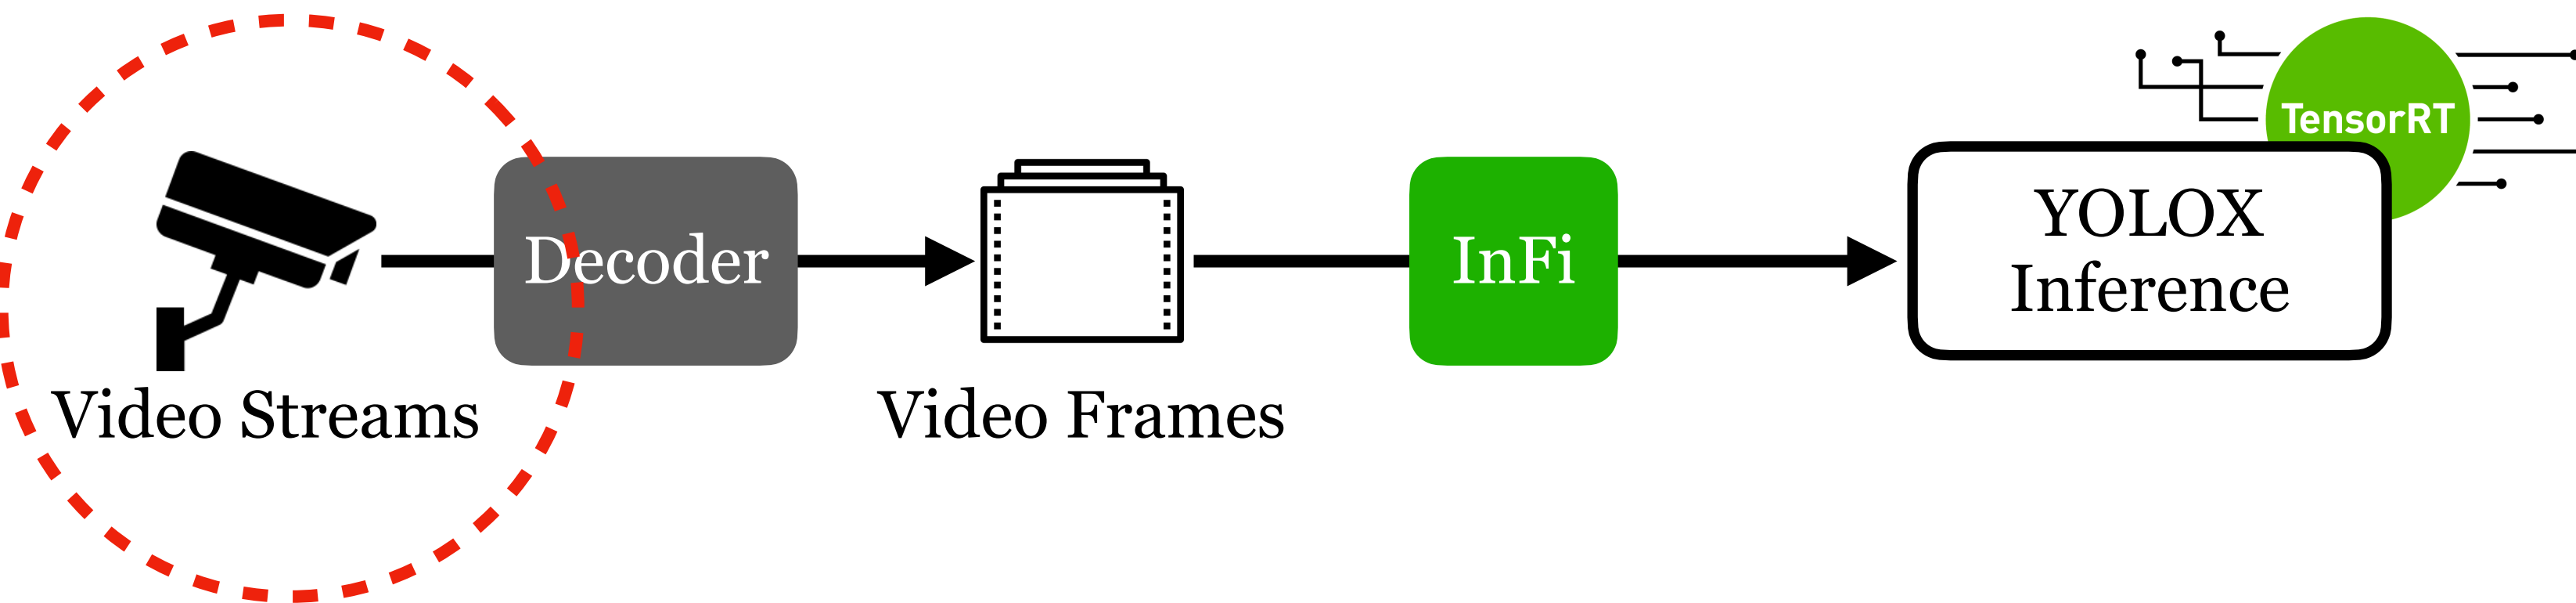 TensorRT
Decoder
InFi
YOLOX
Inference
Video Streams
Video Frames